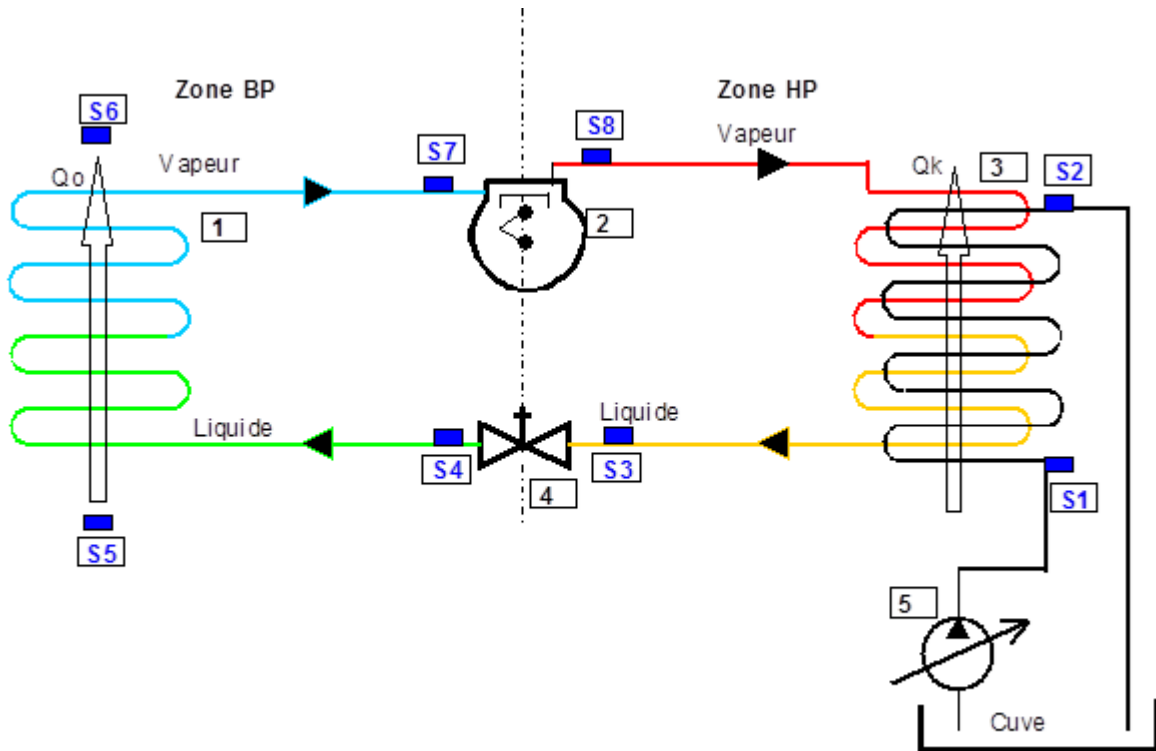 Zone BP
Zone HP
S6
S8
Vapeur
S7
Vapeur
Qo
Qk
3
S2
1
2
Liquide
Liquide
S4
S3
4
S1
S5
5
Cuve